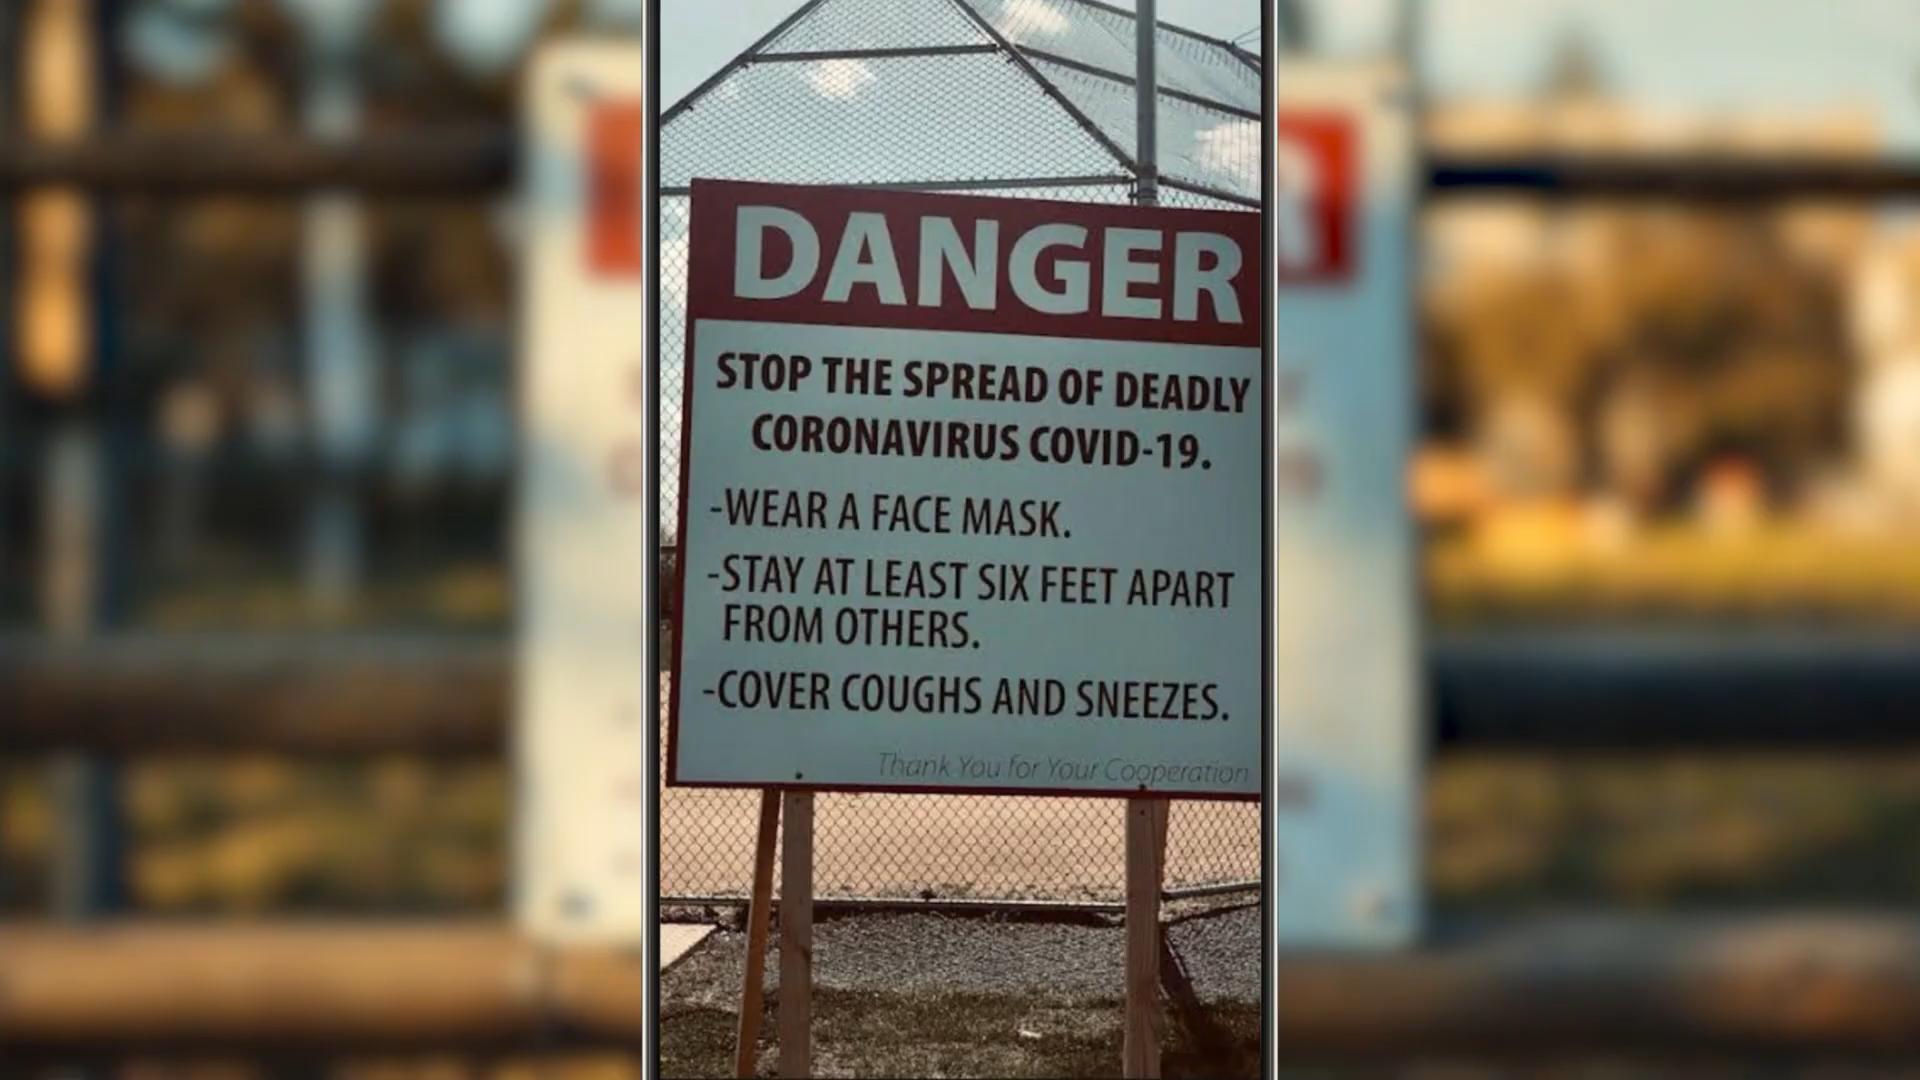 DANGER
STOP THE SPREAD OF DEADLY
CORONAVIRUS COVID-19.
-WEAR A FACE MASK.
-STAY AT LEAST SIX FEET APART
FROM OTHERS.
-COVER COUGHS AND SNEEZES.
Thank You for Your Cooperation